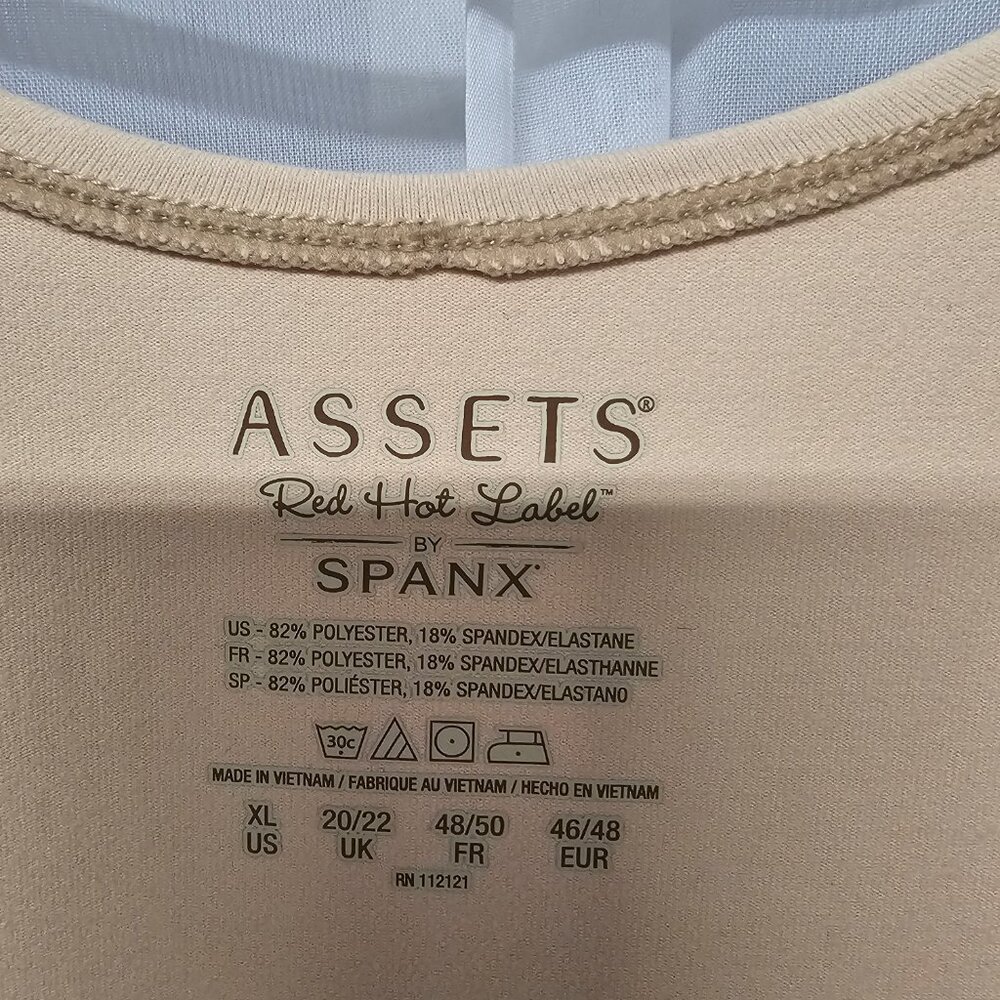 ASSETS®
Red Hot Label™
BY
SPANX®
US - 82% POLYESTER, 18% SPANDEX/ELASTANE
FR - 82% POLYESTER, 18% SPANDEX/ELASTHANNE
SP - 82% POLIÉSTER, 18% SPANDEX/ELASTANO
30c
MADE IN VIETNAM / FABRIQUE AU VIETNAM / HECHO EN VIETNAM
XL 20/22 48/50 46/48
US UK FR EUR
RN 112121